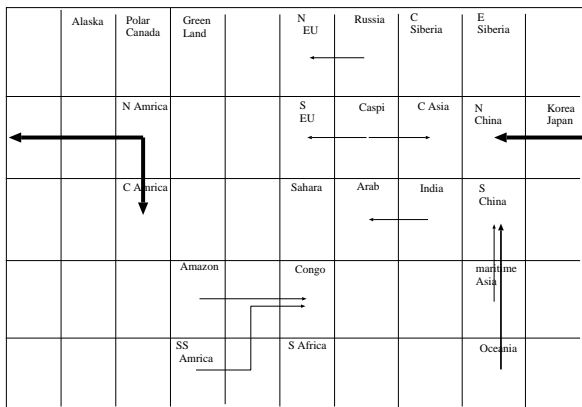 Alaska
Polar
Canada
Green
Land
N
EU
Russia
C
Siberia
E
Siberia
N Amrica
S
EU
Caspi
C Asia
N
China
Korea
Japan
C Amrica
Sahara
Arab
India
S
China
Amazon
Congo
maritime
Asia
SS
Amrica
S Africa
Oceania